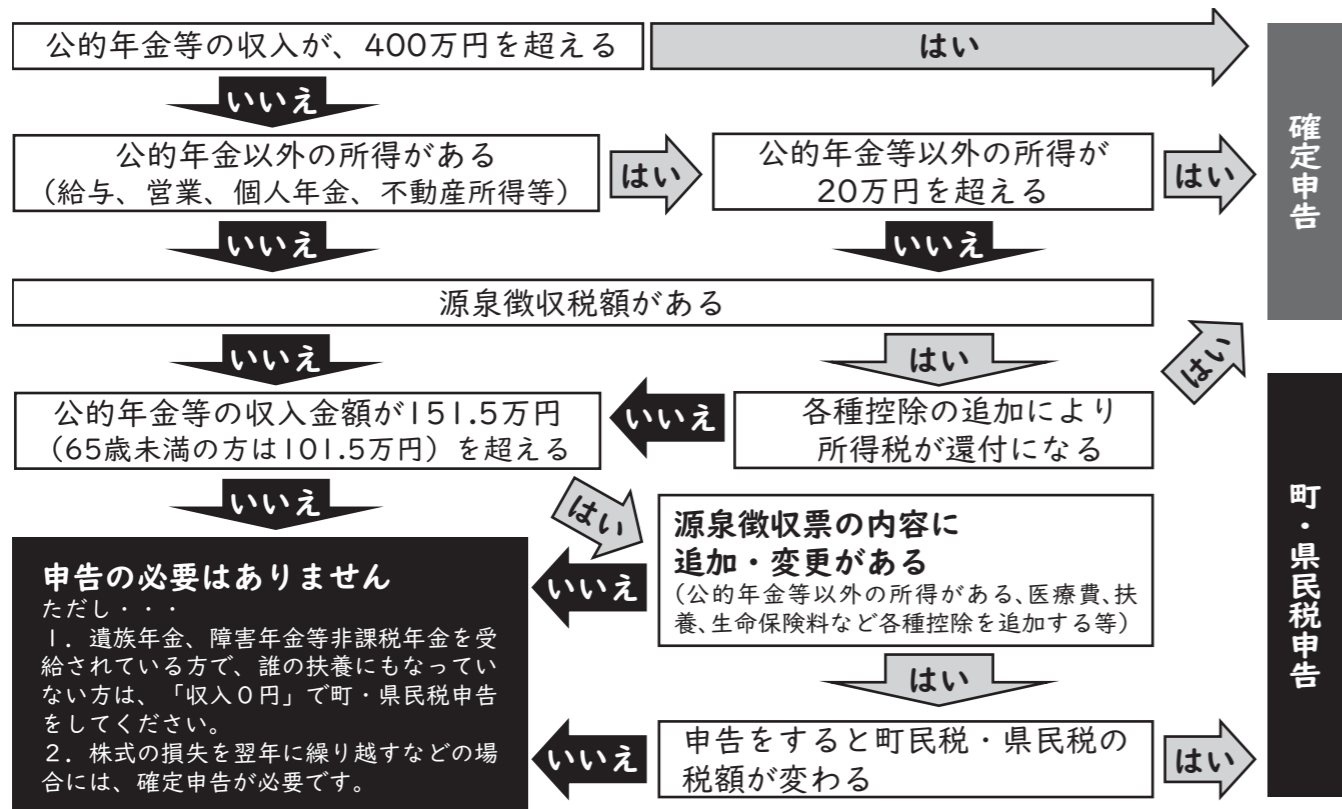 公的年金等の収入が、400万円を超える
はい
いいえ
公的年金以外の所得がある
（給与、営業、個人年金、不動産所得等）
はい
公的年金等以外の所得が
20万円を超える
はい
確定申告
いいえ
いいえ
源泉徴収税額がある
いいえ
はい
はい
公的年金等の収入金額が151.5万円
（65歳未満の方は101.5万円）を超える
いいえ
各種控除の追加により
所得税が還付になる
いいえ
はい
源泉徴収票の内容に
追加・変更がある
（公的年金等以外の所得がある、医療費、扶
養、生命保険料など各種控除を追加する等）
いいえ
町・県民税申告
申告の必要はありません
ただし・・・
1．遺族年金、障害年金等非課税年金を受
給されている方で、誰の扶養にもなってい
ない方は、「収入0円」で町・県民税申告
をしてください。
2．株式の損失を翌年に繰り越すなどの場
合には、確定申告が必要です。
はい
いいえ
申告をすると町民税・県民税の
税額が変わる
はい